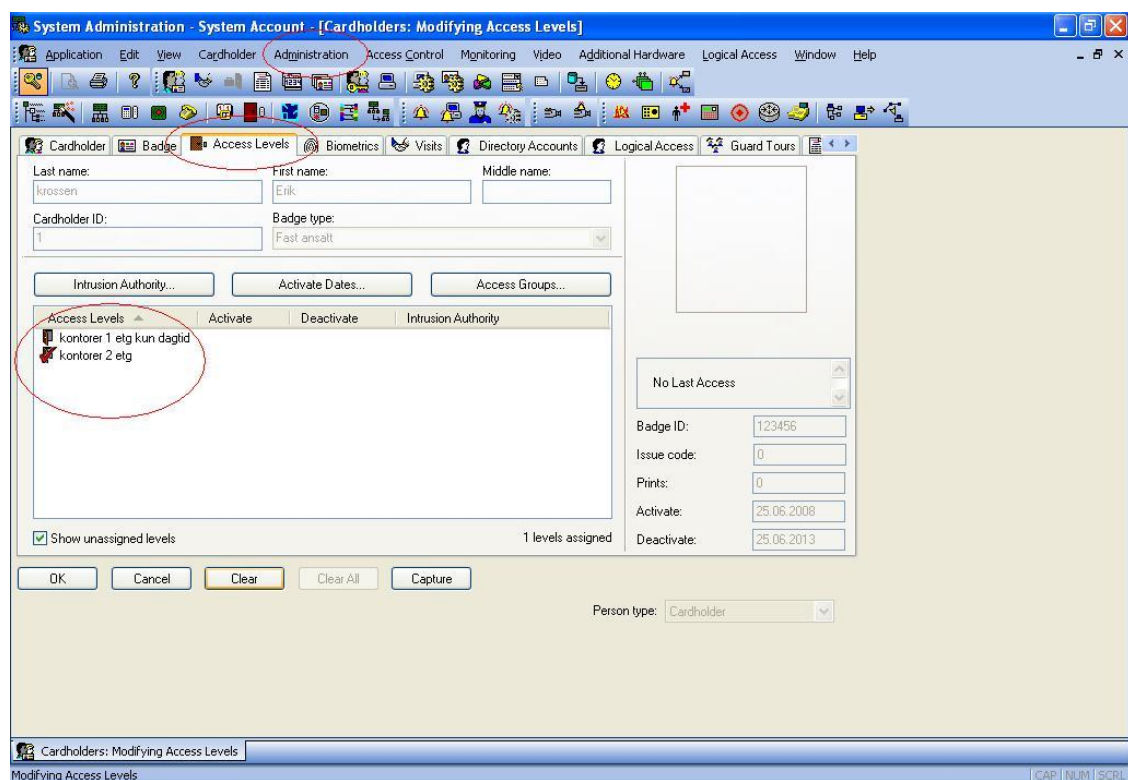 System Administration - System Account - [Cardholders: Modifying Access Levels]
Application Edit View Cardholder Administration Access Control Monitoring Video Additional Hardware Logical Access Window Help
Cardholder Badge Access Levels Biometrics Visits Directory Accounts Logical Access Guard Tours
Last name: First name: Middle name:
krossen Erik
Cardholder ID: Badge type:
1 Fast ansatt
Intrusion Authority... Activate Dates... Access Groups...
Access Levels Activate Deactivate Intrusion Authority
kontorer 1 etg kun dagtid
kontorer 2 etg
No Last Access
Badge ID: 123456
Issue code: 0
Prints: 0
Activate: 25.06.2008
Show unassigned levels 1 levels assigned Deactivate: 25.06.2013
OK Cancel Clear Clear All Capture
Person type: Cardholder
Cardholders: Modifying Access Levels
Modifying Access Levels CAP NUM SCRL